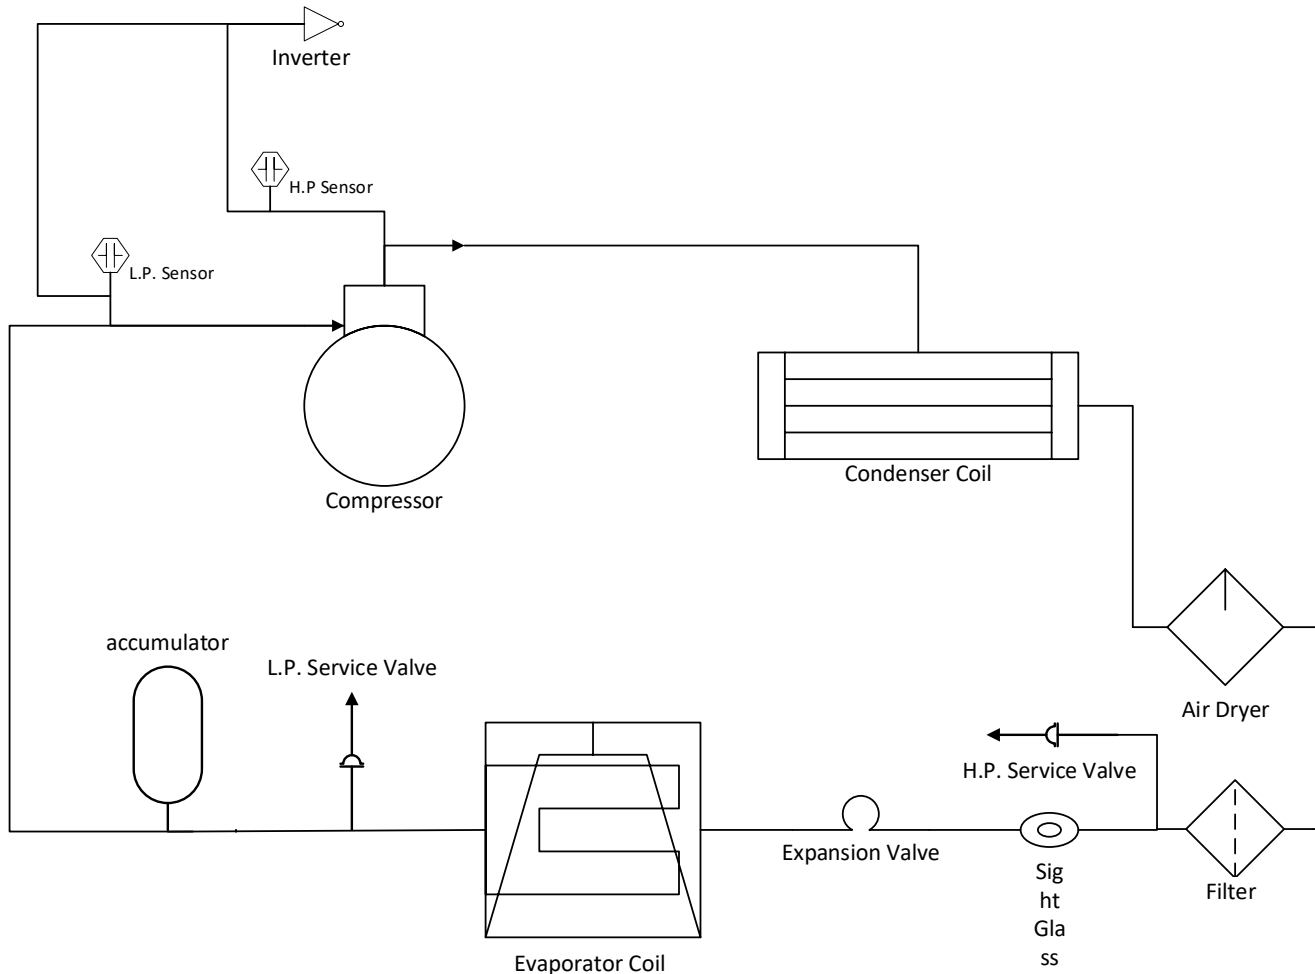 Inverter
H.P Sensor
L.P. Sensor
Condenser Coil
Compressor
accumulator
L.P. Service Valve
Air Dryer
H.P. Service Valve
Expansion Valve
Sig
ht
Gla
ss
Filter
Evaporator Coil